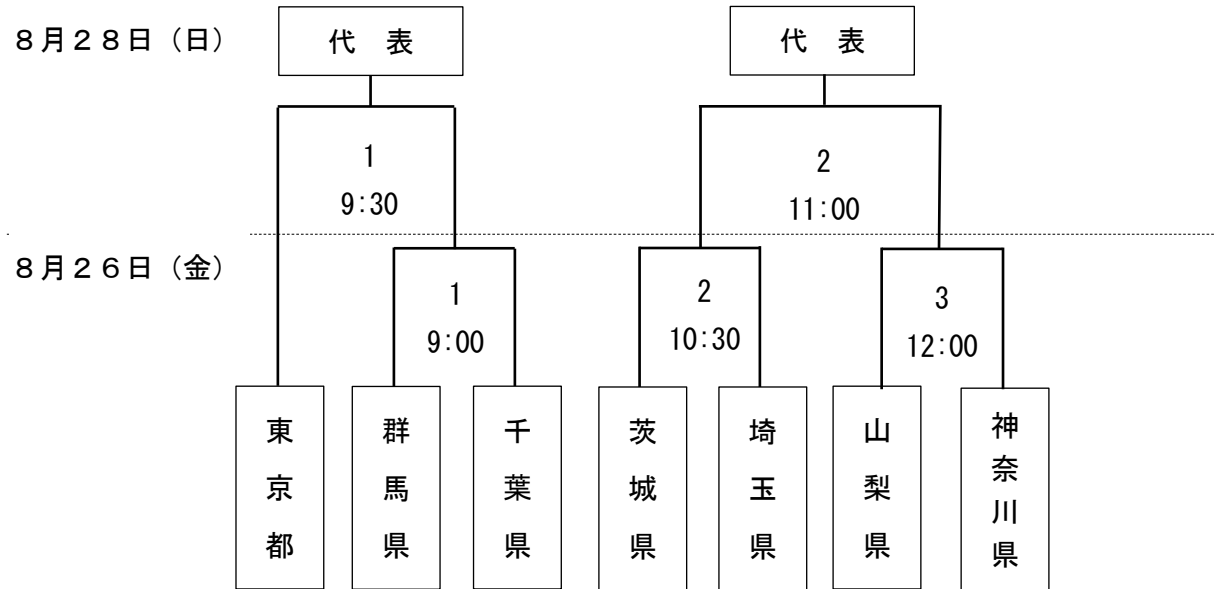 ８月２８日（日）
代　表
代　表
1
9:30
2
11:00
８月２６日（金）
1
9:00
2
10:30
3
12:00
東京都
群馬県
千葉県
茨城県
埼玉県
山梨県
神奈川県